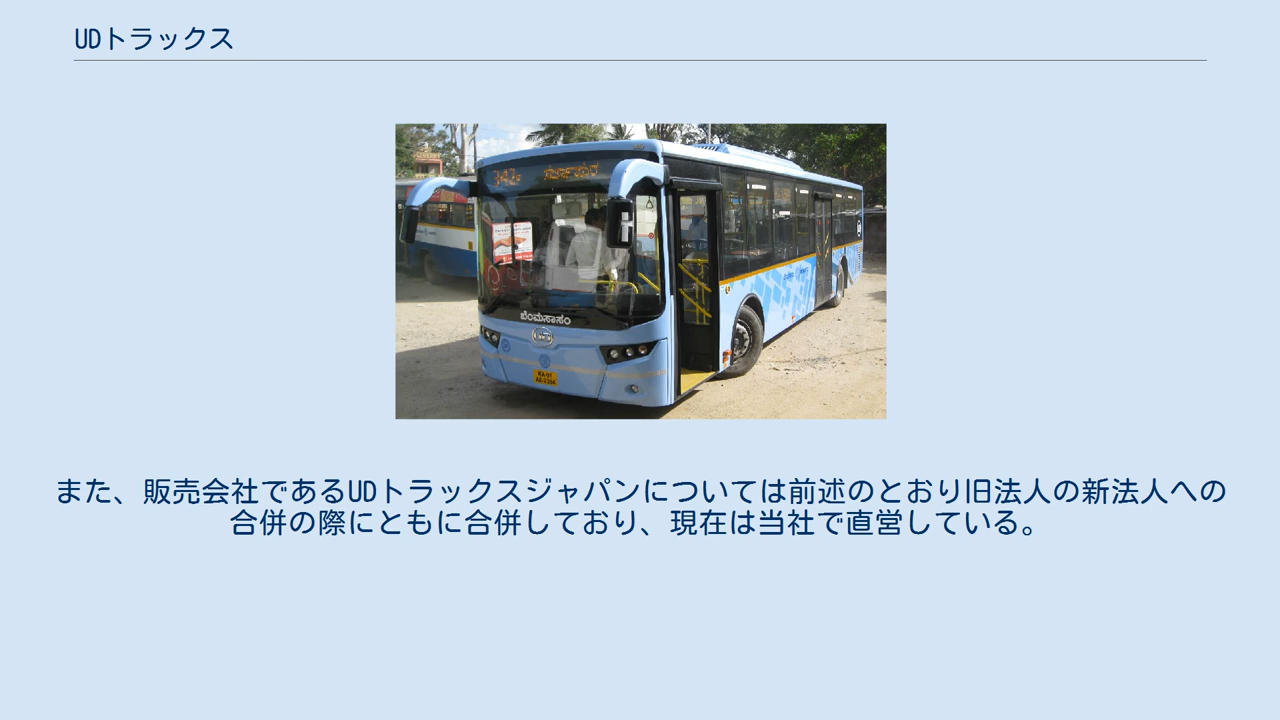 UDトラックス
ಬೆಂಮಸಾಸಂ
KA-01
また、販売会社であるUDトラックスジャパンについては前述のとおり旧法人の新法人への
合併の際にともに合併しており、現在は当社で直営している。